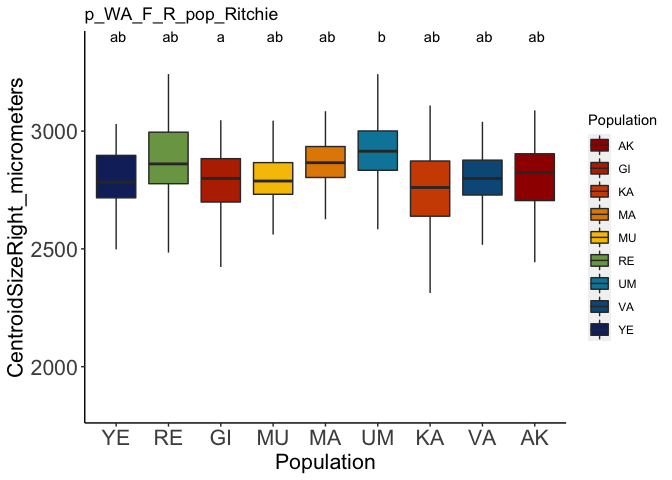 p_WA_F_R_pop_Ritchie
ab ab a ab ab b ab ab ab
CentroidSizeRight_micrometers
3000
2500
2000
YE RE GI MU MA UM KA VA AK
Population
Population
AK
GI
KA
MA
MU
RE
UM
VA
YE